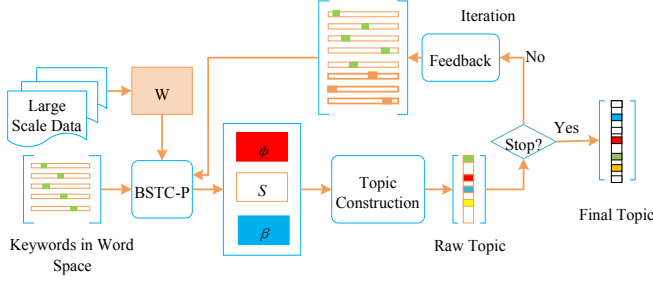 Iteration
Feedback
No
Large
Scale Data
W
Stop?
Yes
BSTC-P
ϕ
S
β
Topic
Construction
Keywords in Word
Space
Raw Topic
Final Topic